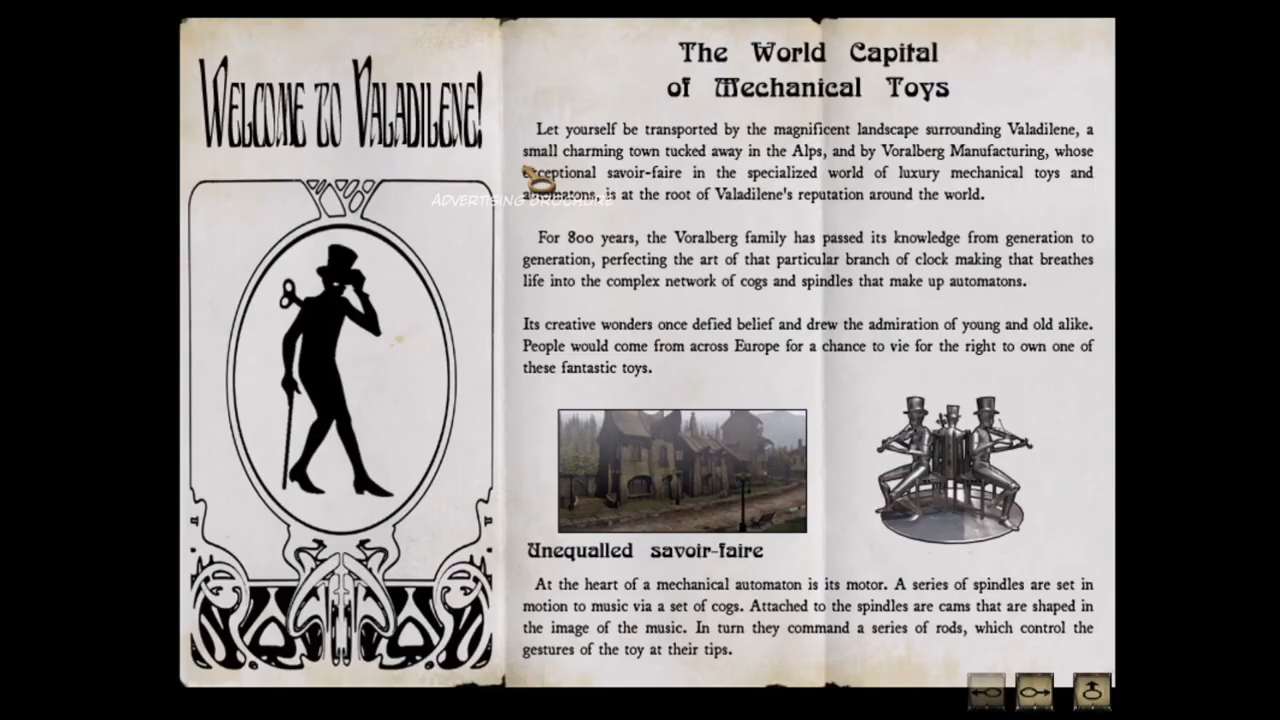 WELCOME TO VALADILENE!
ADVERTISING BROCHURE
The World Capital
of Mechanical Toys
Let yourself be transported by the magnificent landscape surrounding Valadilene, a
small charming town tucked away in the Alps, and by Voralberg Manufacturing, whose
exceptional savoir-faire in the specialized world of luxury mechanical toys and
automatons, is at the root of Valadilene's reputation around the world.
For 800 years, the Voralberg family has passed its knowledge from generation to
generation, perfecting the art of that particular branch of clock making that breathes
life into the complex network of cogs and spindles that make up automatons.
Its creative wonders once defied belief and drew the admiration of young and old alike.
People would come from across Europe for a chance to vie for the right to own one of
these fantastic toys.
Unequalled savoir-faire
At the heart of a mechanical automaton is its motor. A series of spindles are set in
motion to music via a set of cogs. Attached to the spindles are cams that are shaped in
the image of the music. In turn they command a series of rods, which control the
gestures of the toy at their tips.